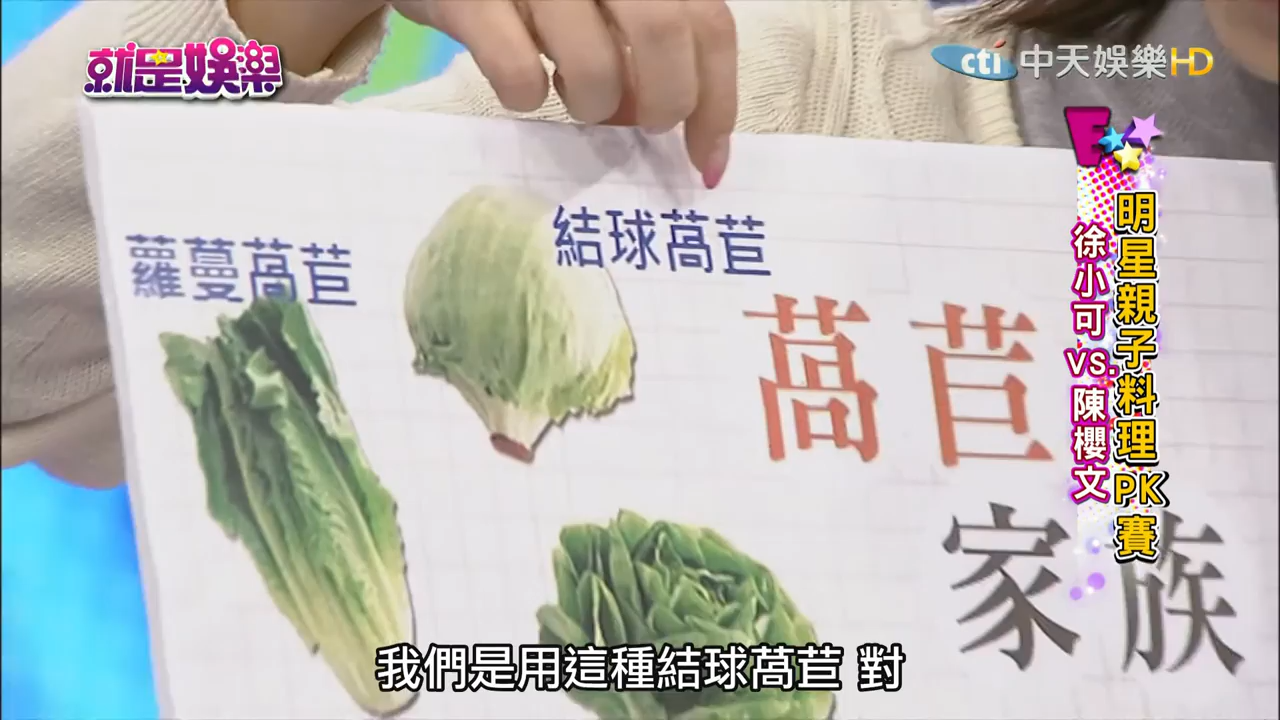 就是娛樂
cti 中天娛樂HD
明星親子料理PK賽
徐小可 VS. 陳櫻文
結球萵苣
蘿蔓萵苣
萵苣
家族
我們是用這種結球萵苣 對